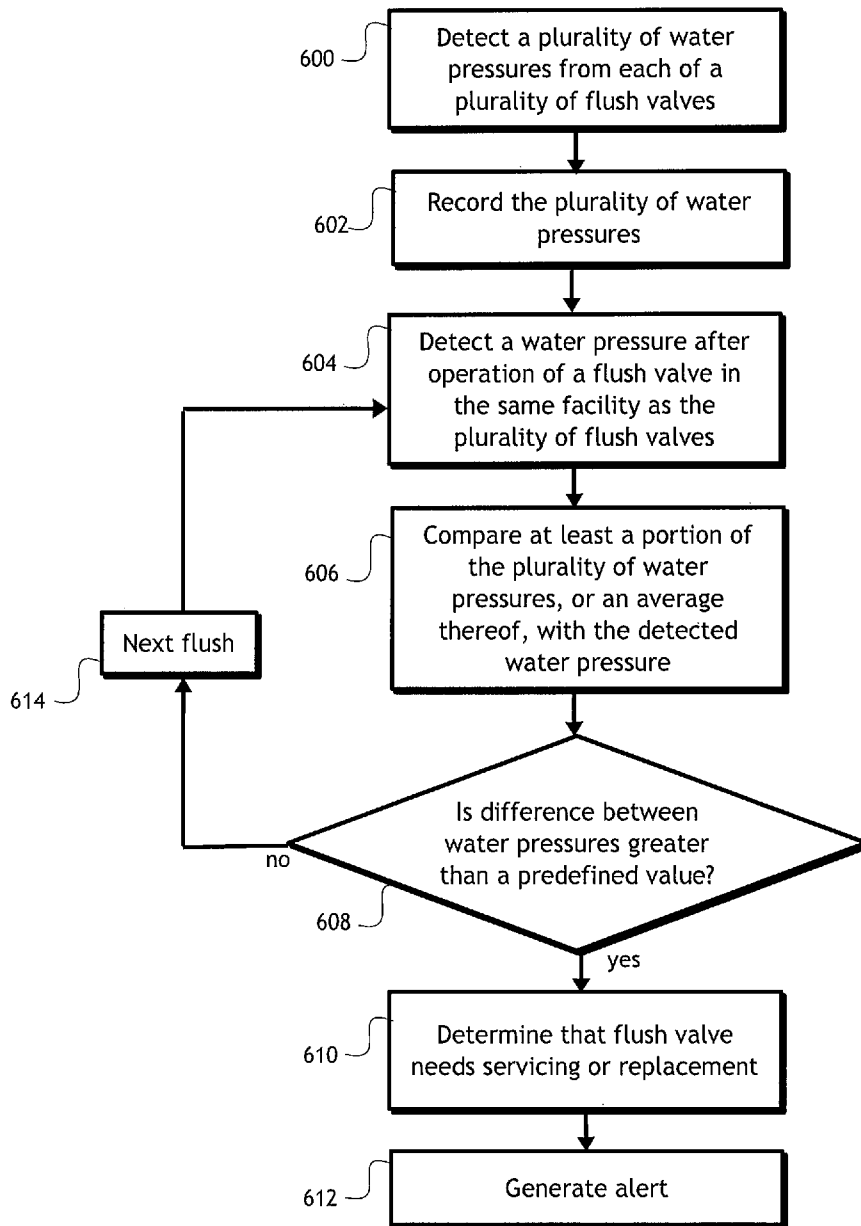 600
Detect a plurality of water
pressures from each of a
plurality of flush valves
602
Record the plurality of water
pressures
604
Detect a water pressure after
operation of a flush valve in
the same facility as the
plurality of flush valves
606
Compare at least a portion of
the plurality of water
pressures, or an average
thereof, with the detected
water pressure
Next flush
614
Is difference between
water pressures greater
than a predefined value?
no
608
yes
610
Determine that flush valve
needs servicing or replacement
612
Generate alert